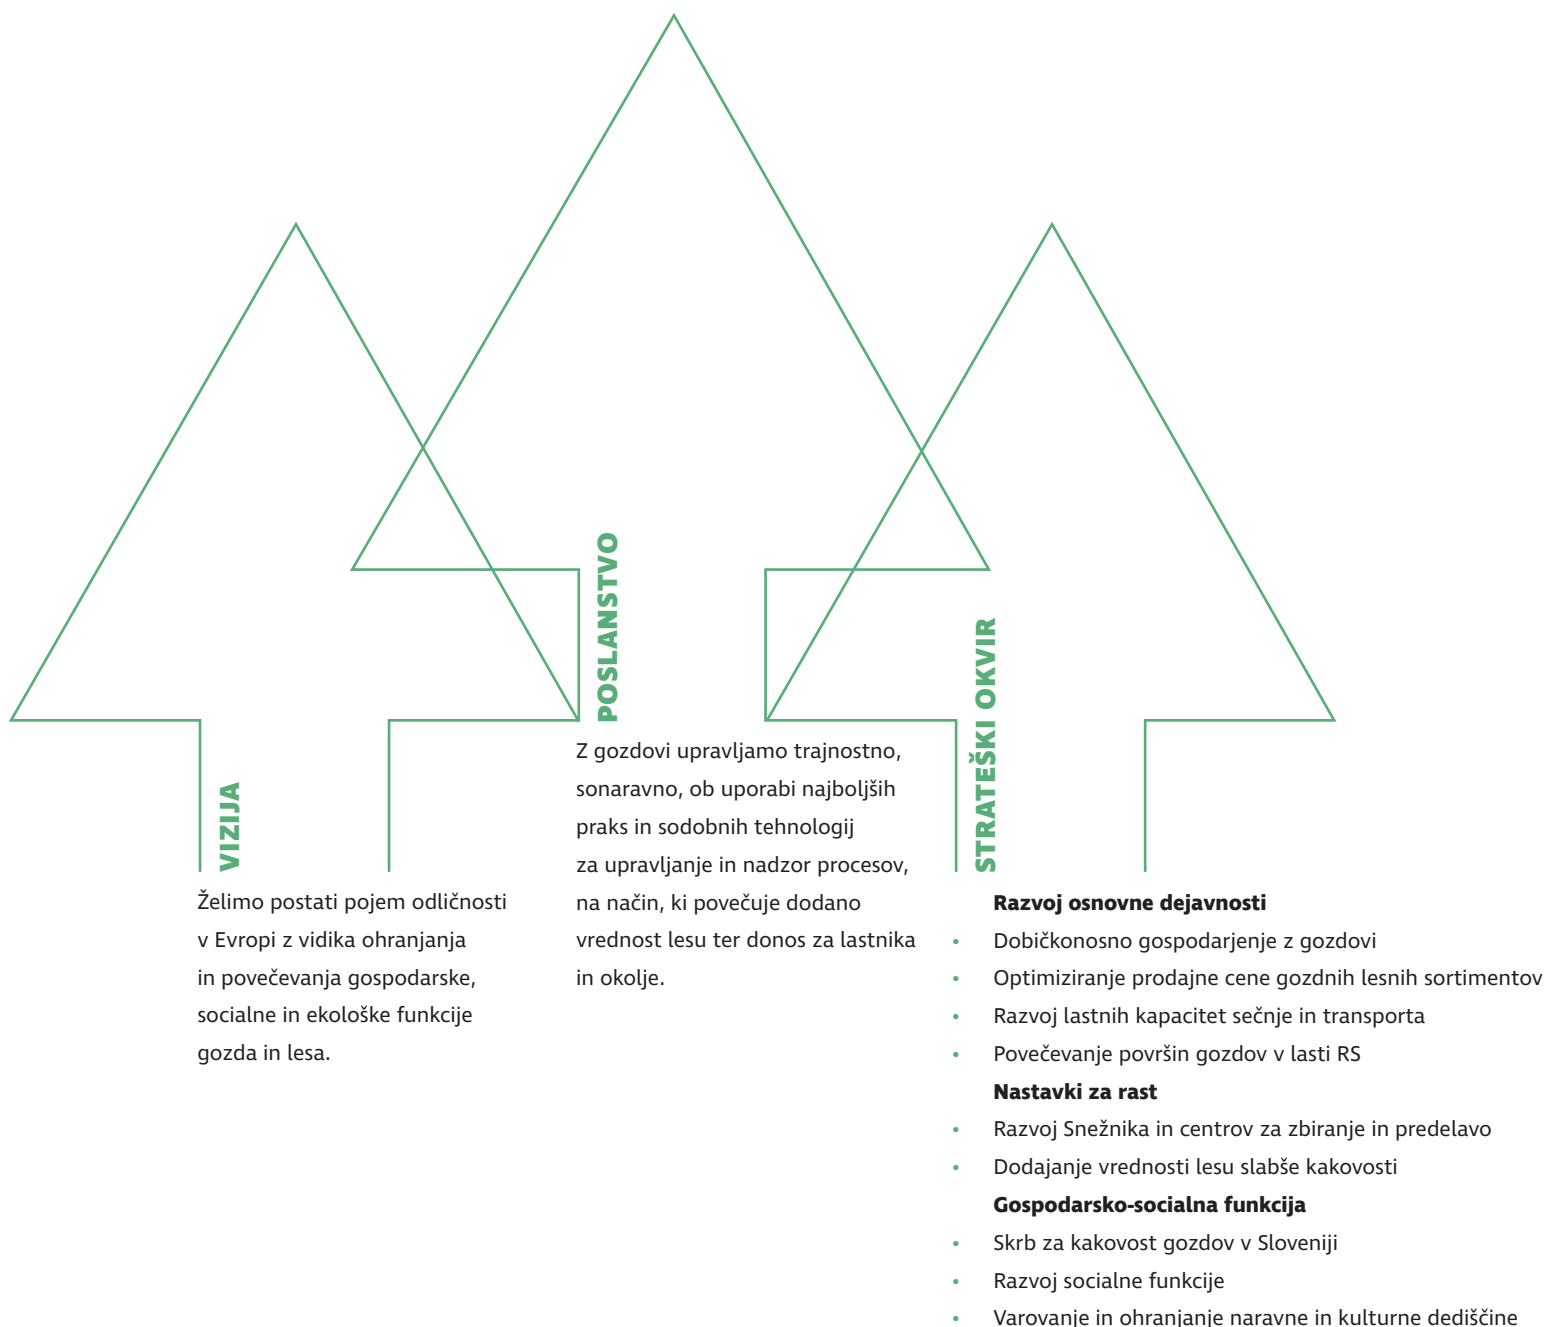 VIZIJA
Želimo postati pojem odličnosti
v Evropi z vidika ohranjanja
in povečevanja gospodarske,
socialne in ekološke funkcije
gozda in lesa.
POSLANSTVO
Z gozdovi upravljamo trajnostno,
sonaravno, ob uporabi najboljših
praks in sodobnih tehnologij
za upravljanje in nadzor procesov,
na način, ki povečuje dodano
vrednost lesu ter donos za lastnika
in okolje.
STRATEŠKI OKVIR
Razvoj osnovne dejavnosti
• Dobičkonosno gospodarjenje z gozdovi
• Optimiziranje prodajne cene gozdnih lesnih sortimentov
• Razvoj lastnih kapacitet sečnje in transporta
• Povečevanje površin gozdov v lasti RS
Nastavki za rast
• Razvoj Snežnika in centrov za zbiranje in predelavo
• Dodajanje vrednosti lesu slabše kakovosti
Gospodarsko-socialna funkcija
• Skrb za kakovost gozdov v Sloveniji
• Razvoj socialne funkcije
• Varovanje in ohranjanje naravne in kulturne dediščine